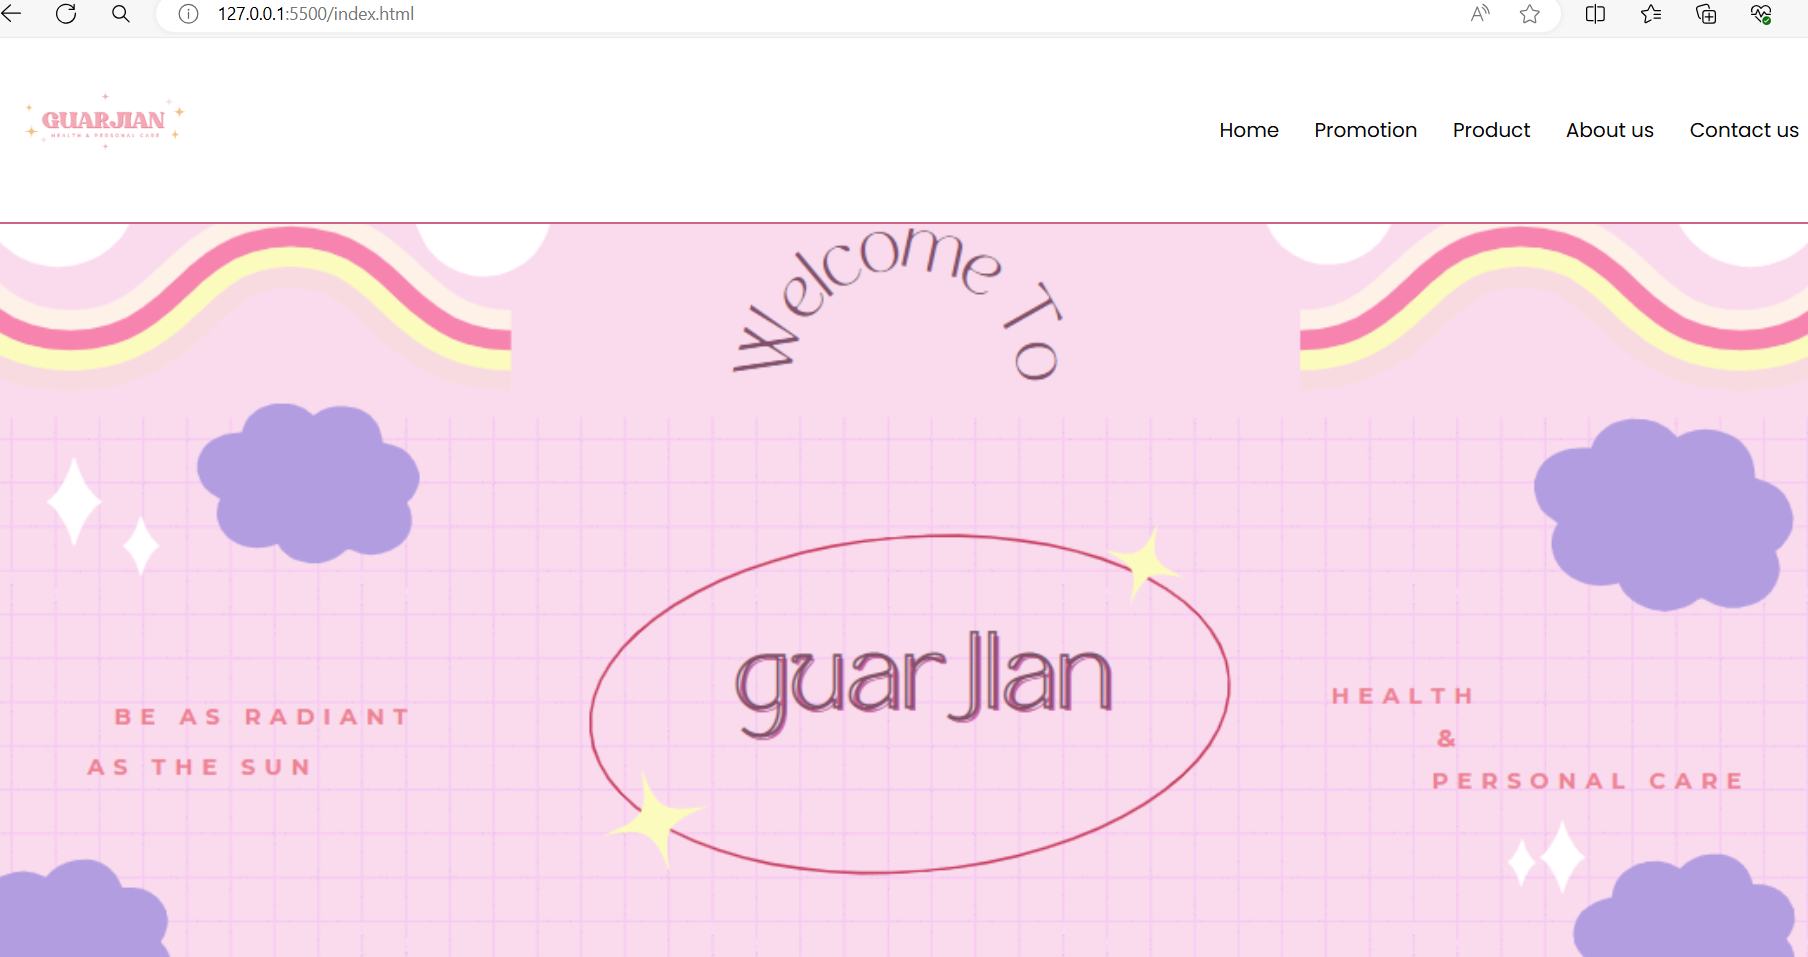 127.0.0.1:5500/index.html
GUARJIAN
HEALTH & PERSONAL CARE
Home Promotion Product About us Contact us
Welcome To
guarJIan
BE AS RADIANT
AS THE SUN
HEALTH
&
PERSONAL CARE